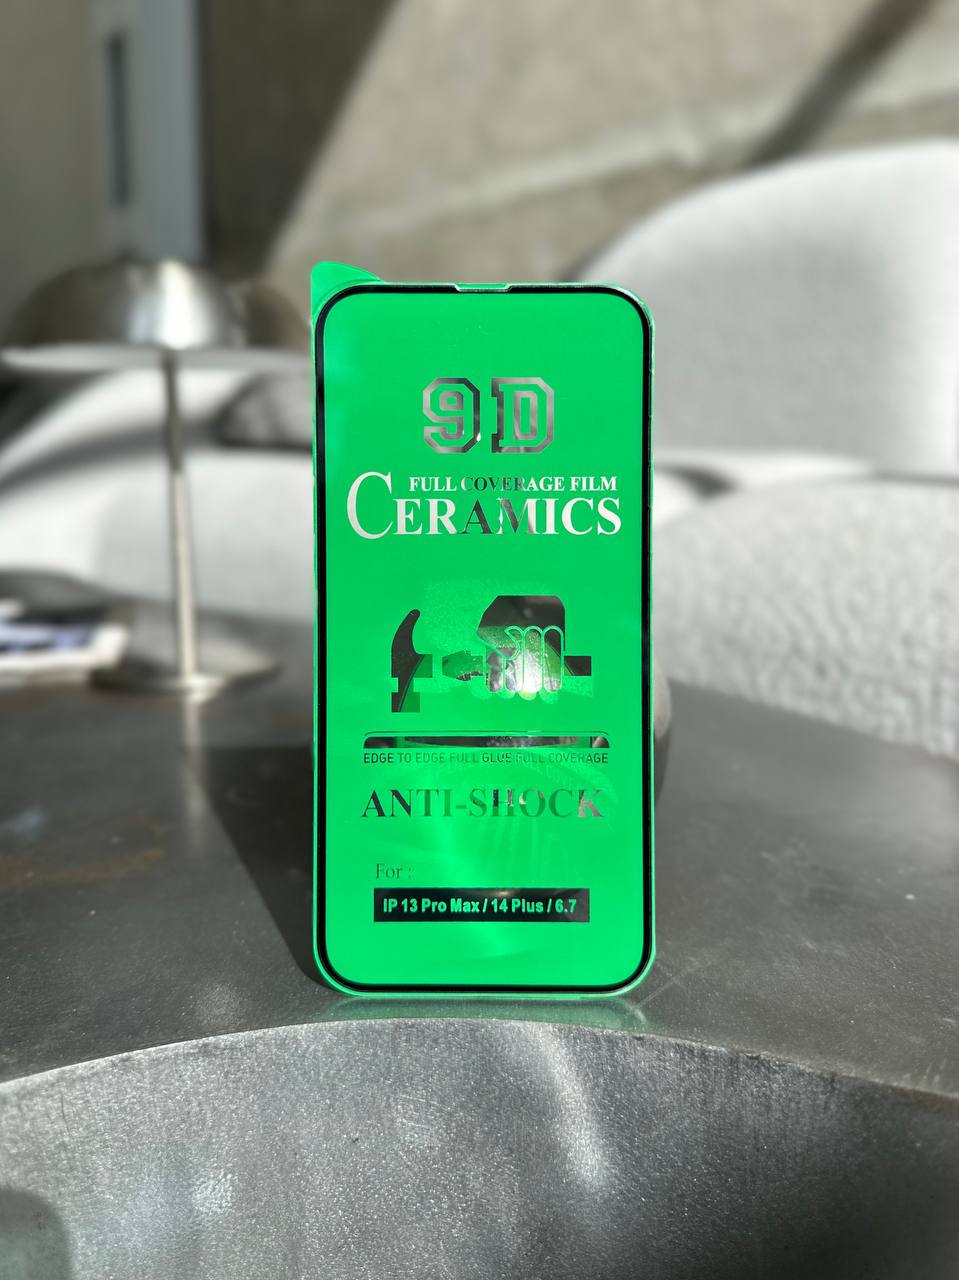 9D
FULL COVERAGE FILM
CERAMICS
EDGE TO EDGE FULL GLUE FULL COVERAGE
ANTI-SHOCK
For :
IP 13 Pro Max / 14 Plus / 6.7